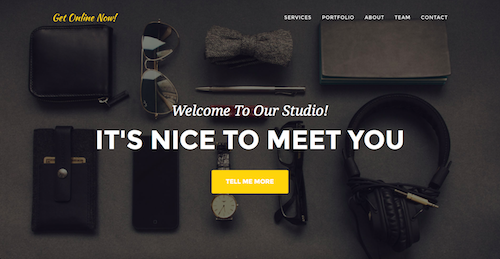 Get Online Now!
SERVICES PORTFOLIO ABOUT TEAM CONTACT
Welcome To Our Studio!
IT'S NICE TO MEET YOU
TELL ME MORE